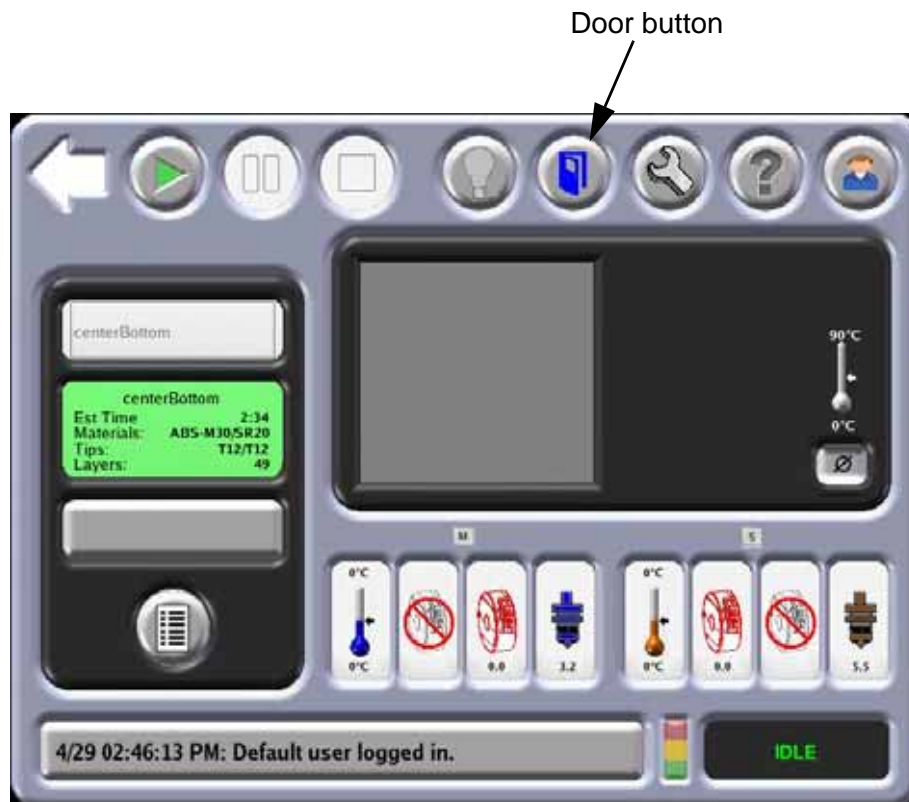 Door button
centerBottom
centerBottom
Est Time 2:34
Materials: ABS-M30/SR20
Tips: T12/T12
Layers: 49
90°C
0°C
M
S
0°C
0°C
0.0
3.2
0°C
0°C
0.0
5.5
4/29 02:46:13 PM: Default user logged in.
IDLE